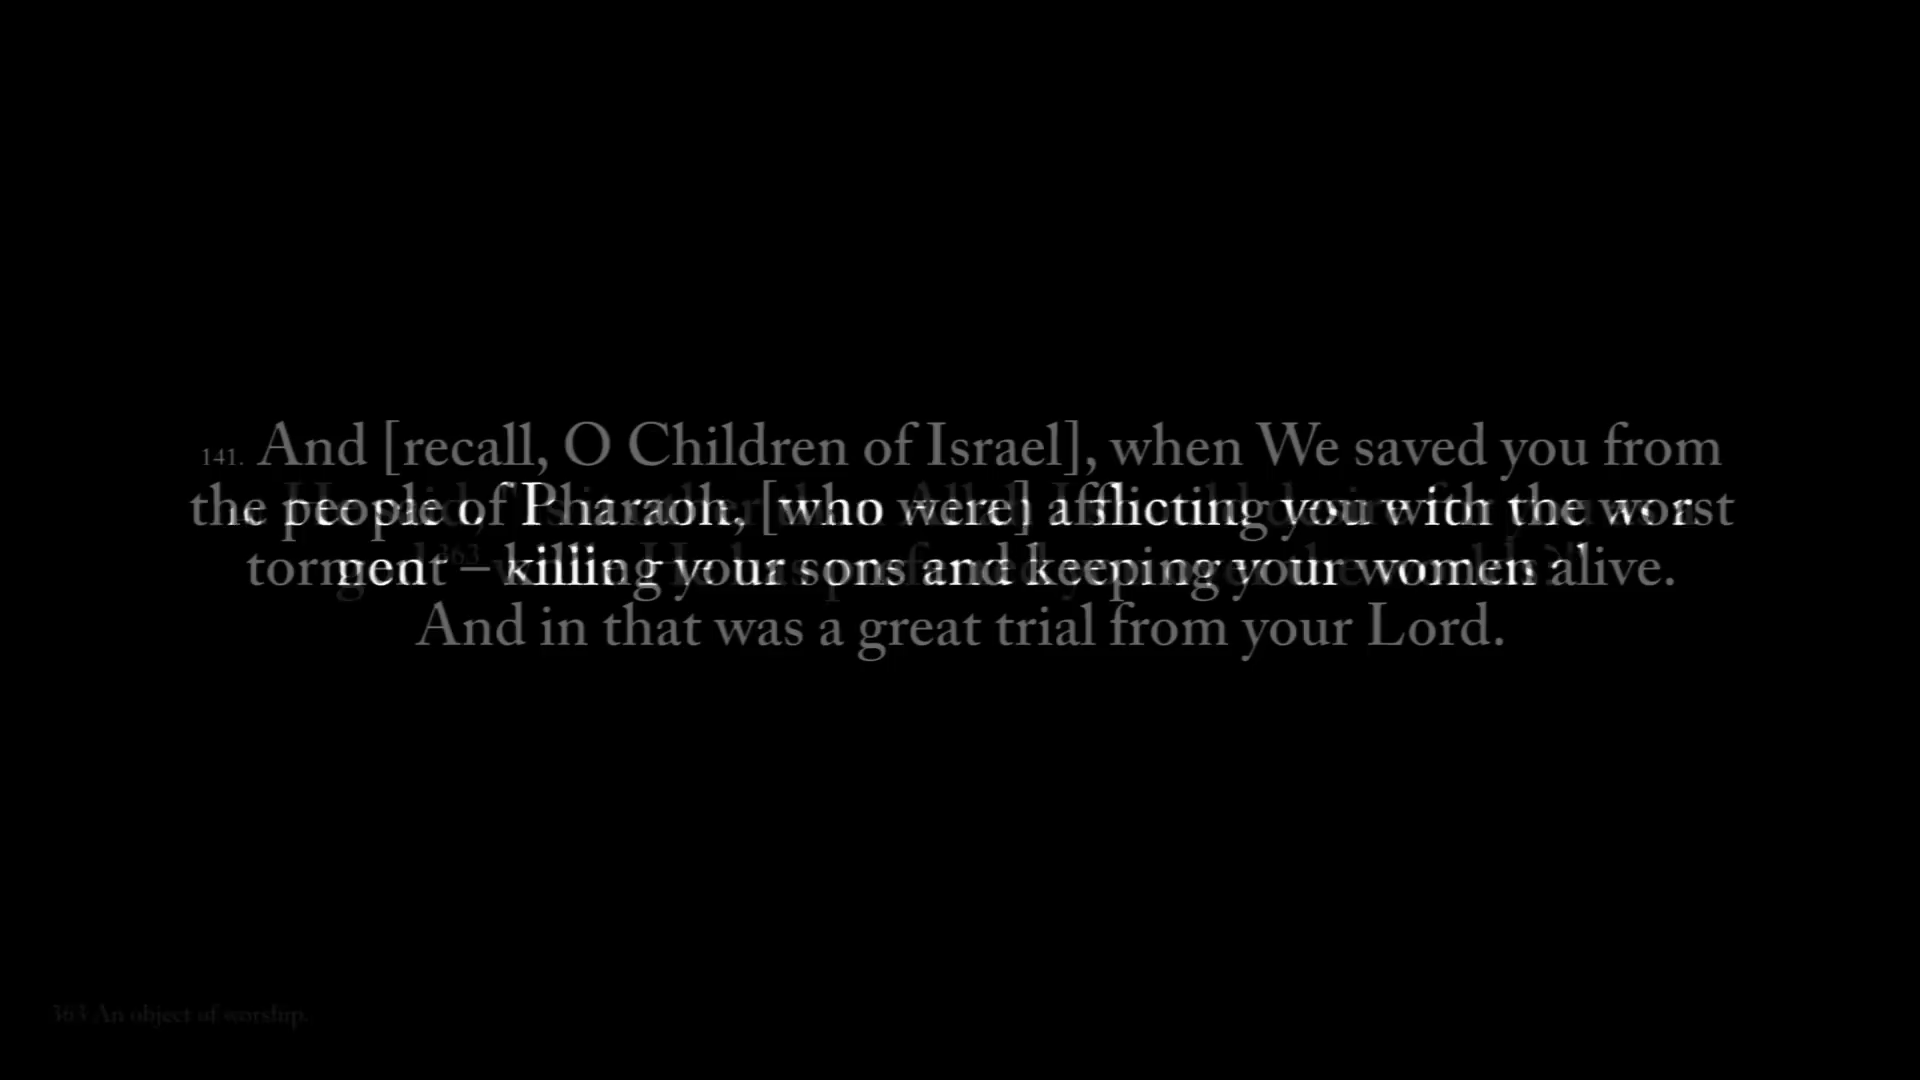 141. And [recall, O Children of Israel], when We saved you from
the people of Pharaoh, [who were] afflicting you with the worst
torment – killing your sons and keeping your women alive.
And in that was a great trial from your Lord.
363 An object of worship.